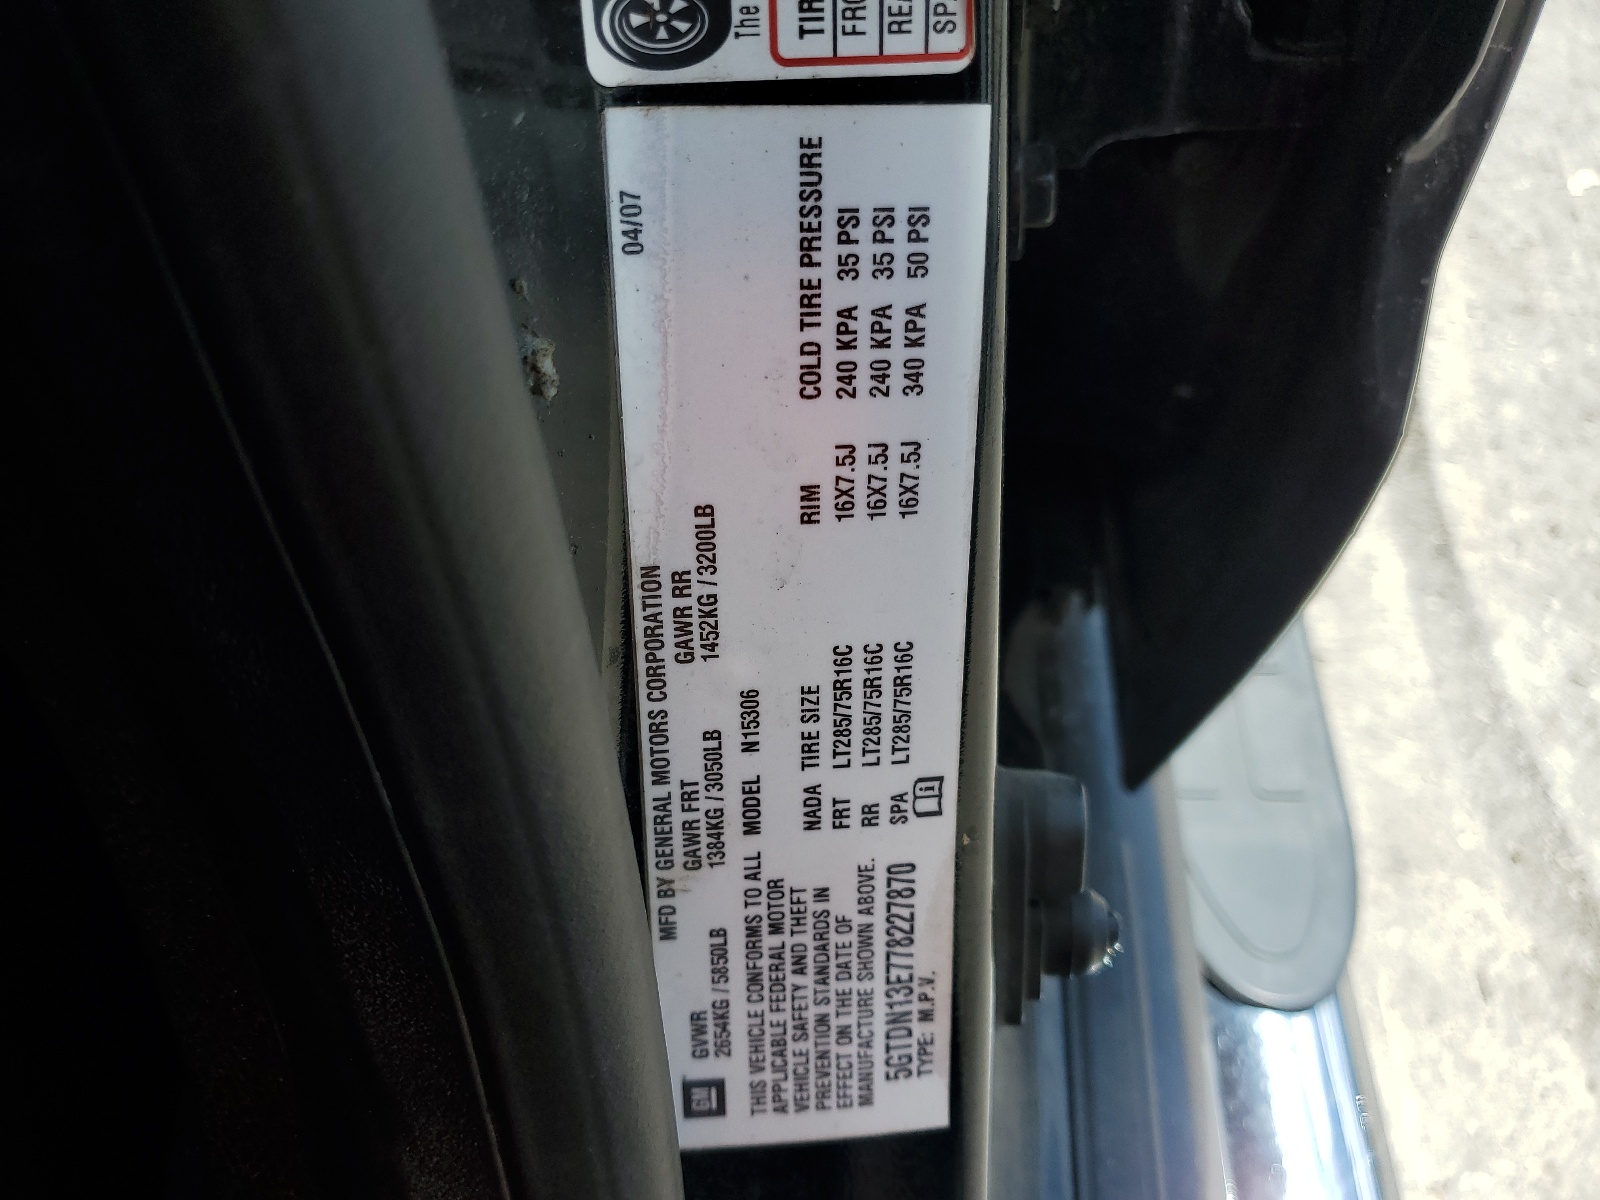 The
TIR
FRO
REA
SP
04/07
MFD BY GENERAL MOTORS CORPORATION
GM
GVWR GAWR FRT GAWR RR
2654KG / 5850LB 1384KG / 3050LB 1452KG / 3200LB
THIS VEHICLE CONFORMS TO ALL
APPLICABLE FEDERAL MOTOR
VEHICLE SAFETY AND THEFT
PREVENTION STANDARDS IN
EFFECT ON THE DATE OF
MANUFACTURE SHOWN ABOVE.
5GTDN13E778227870
TYPE: M.P.V.
MODEL N15306
NADA TIRE SIZE RIM COLD TIRE PRESSURE
FRT LT285/75R16C 16X7.5J 240 KPA 35 PSI
RR LT285/75R16C 16X7.5J 240 KPA 35 PSI
SPA LT285/75R16C 16X7.5J 340 KPA 50 PSI